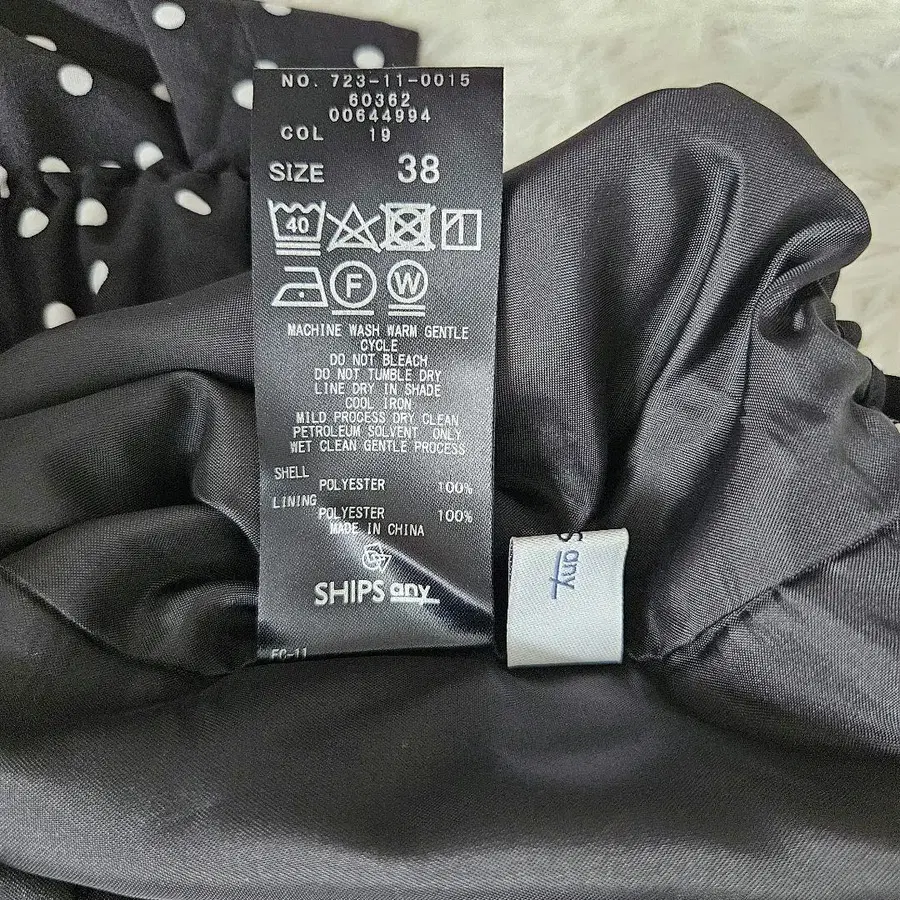 NO. 723-11-0015
60362
00644994
COL 19
SIZE 38
40
F W
MACHINE WASH WARM GENTLE
CYCLE
DO NOT BLEACH
DO NOT TUMBLE DRY
LINE DRY IN SHADE
COOL IRON
MILD PROCESS DRY CLEAN
PETROLEUM SOLVENT ONLY
WET CLEAN GENTLE PROCESS
SHELL
POLYESTER 100%
LINING
POLYESTER 100%
MADE IN CHINA
SHIPS any
FC-11
S any